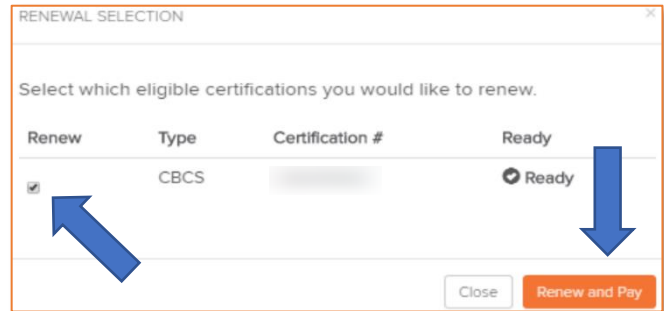 RENEWAL SELECTION ×
Select which eligible certifications you would like to renew.
Renew Type Certification # Ready
CBCS Ready
Close Renew and Pay